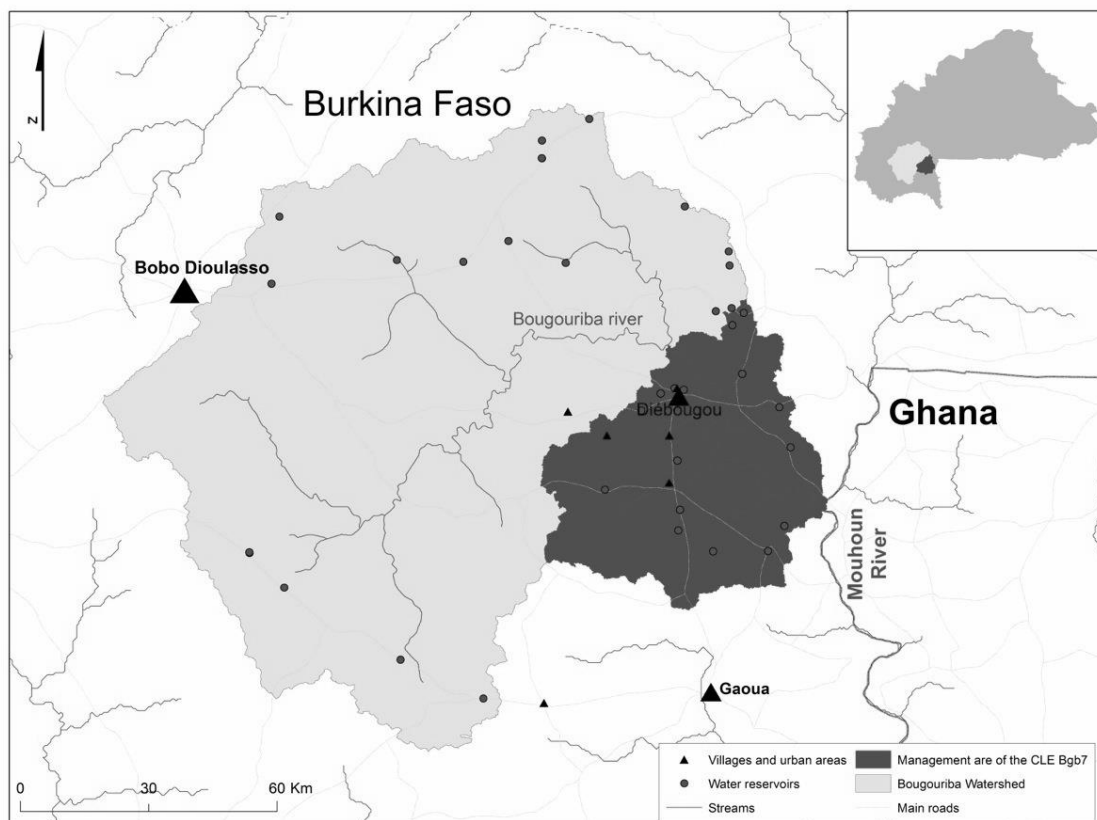 N
Burkina Faso
Bobo Dioulasso
Bougouriba river
Diébougou
Ghana
Mouhoun
River
Gaoua
0 30 60 Km
Villages and urban areas
Water reservoirs
Streams
Management are of the CLE Bgb7
Bougouriba Watershed
Main roads